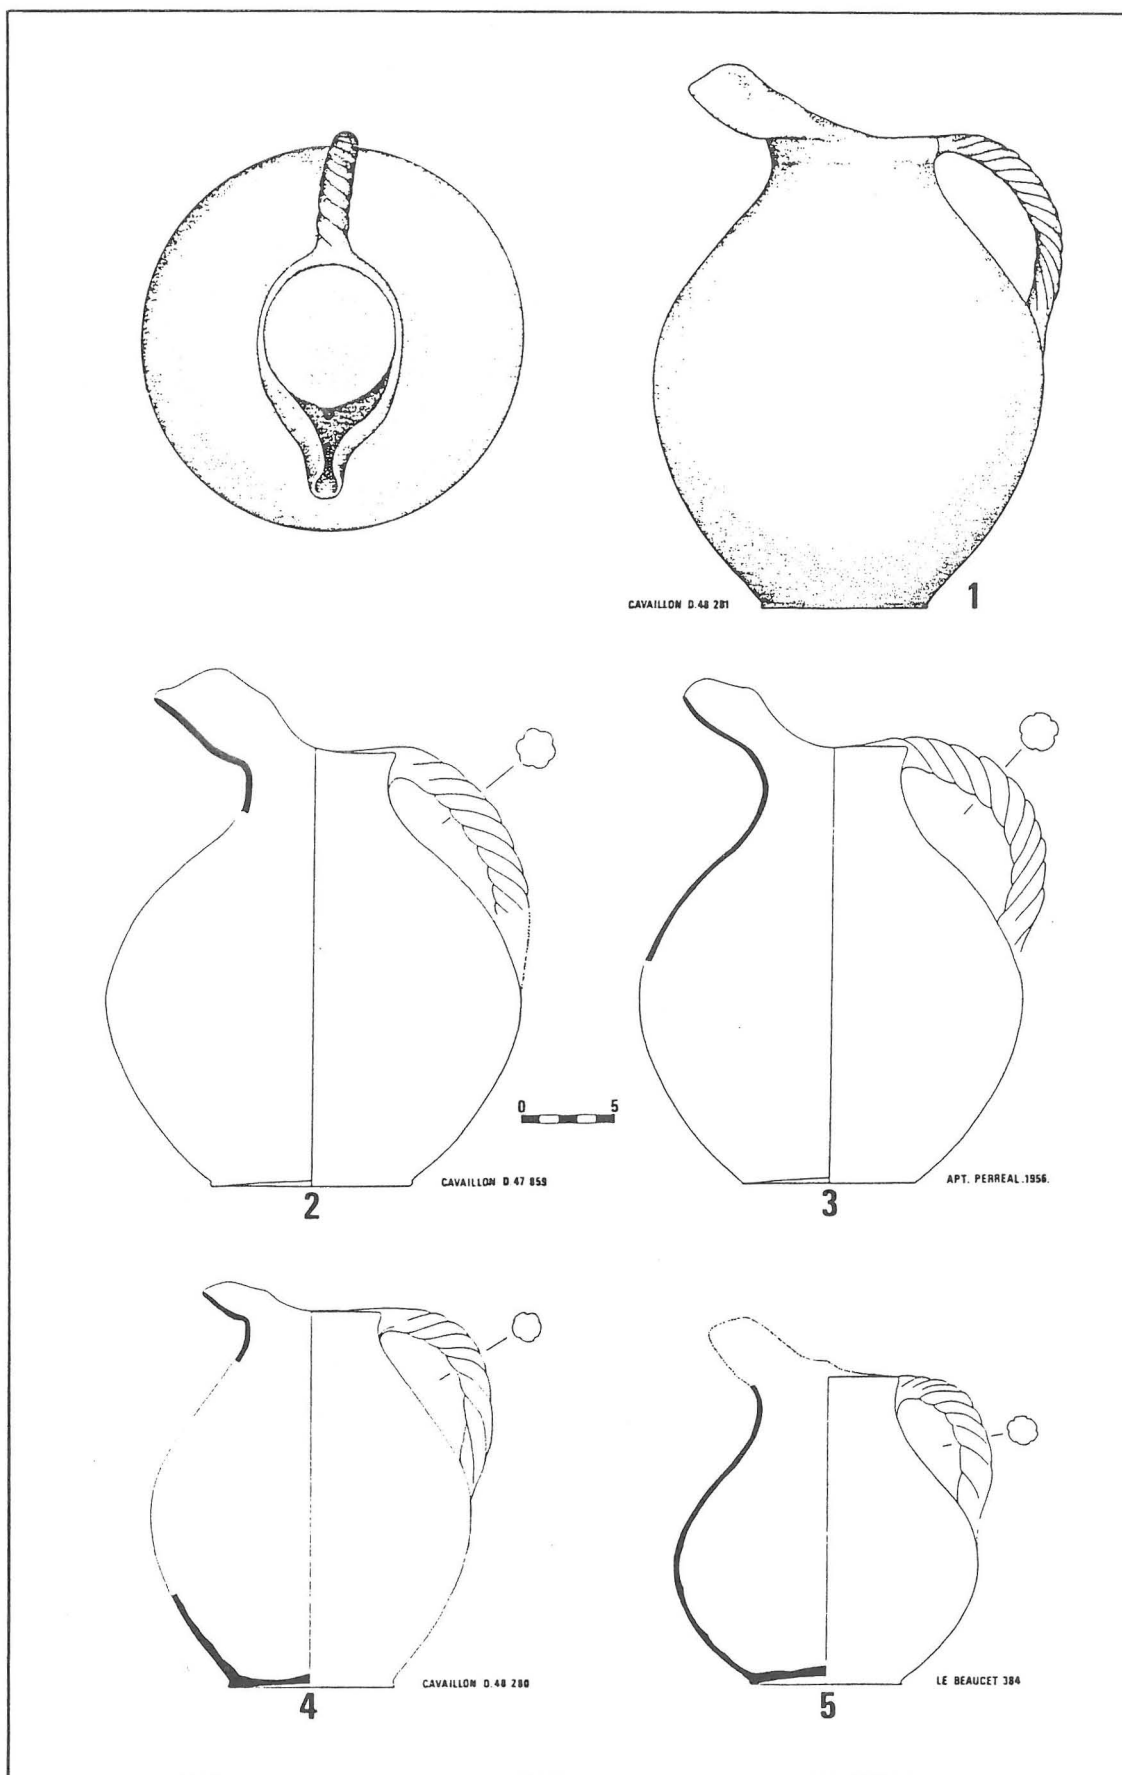 CAVAILLON D.48 281
1
0 5
CAVAILLON D.47 859
2
APT. PERREAL.1956.
3
CAVAILLON D.48 280
4
LE BEAUCET 384
5